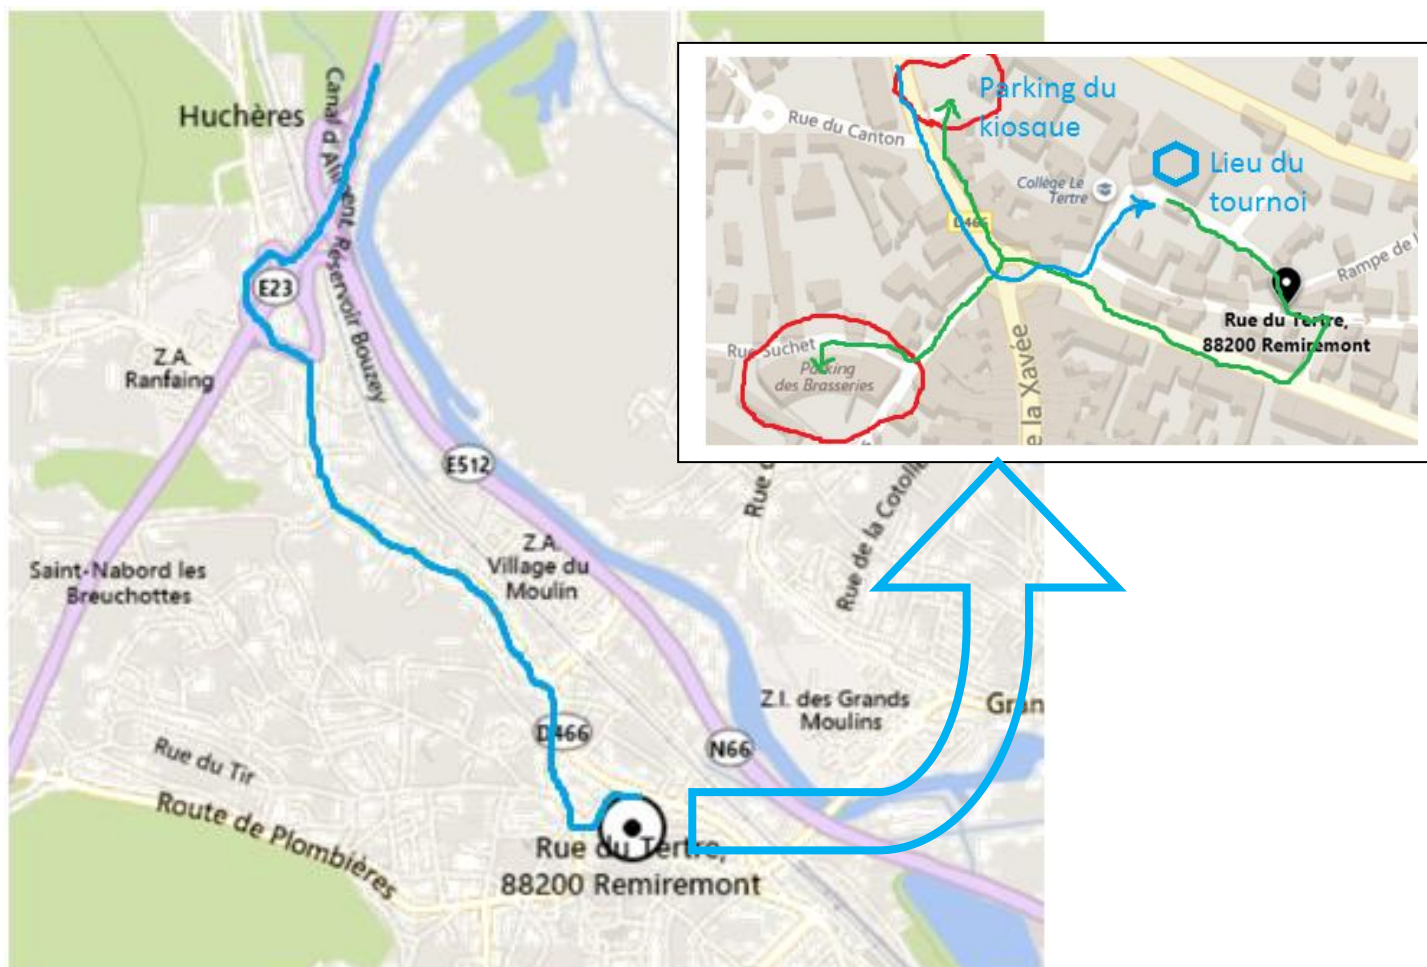 Huchères
Canal d'Aliment. Réservoir Bouzey
E23
Z.A.
Ranfaing
E512
Saint-Nabord les
Breuchottes
Z.A.
Village du
Moulin
Rue de la Cotolle
Z.I. des Grands
Moulins
Gran
D466
N66
Rue du Tir
Route de Plombières
Rue du Tertre,
88200 Remiremont
Parking du
kiosque
Rue du Canton
Collège Le
Tertre
Lieu du
tournoi
D466
Rampe de
Rue du Tertre,
88200 Remiremont
Rue Suchet
Parking
des Brasseries
e la Xavée